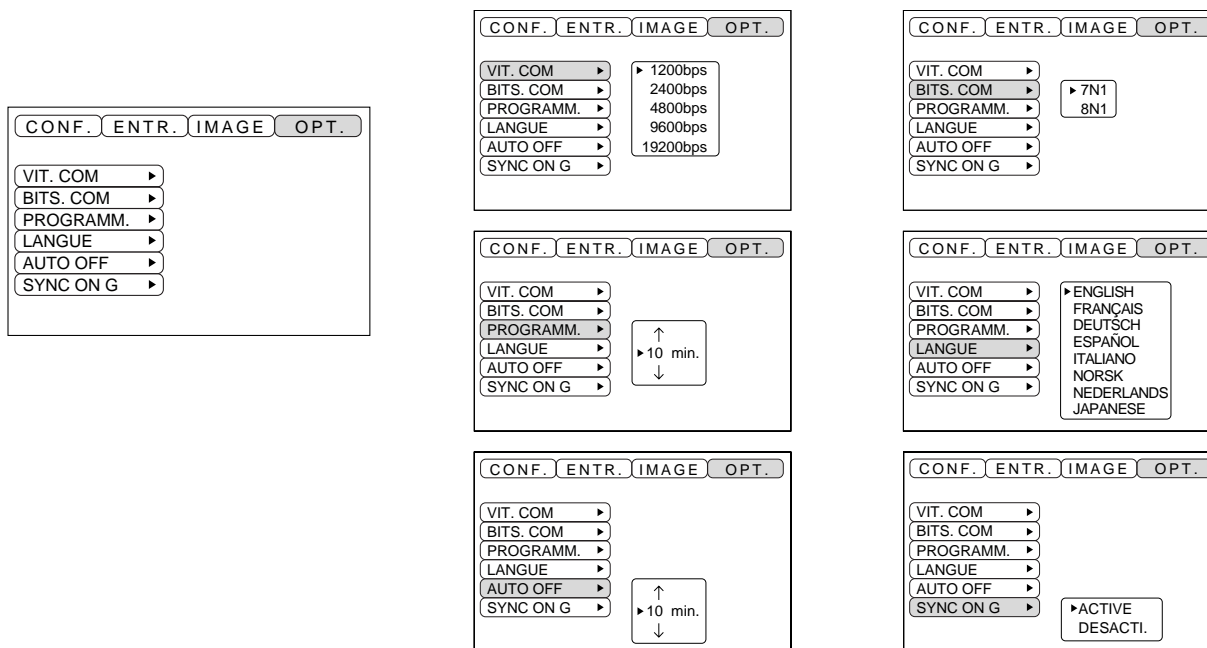 CONF. ENTR. IMAGE OPT.
VIT. COM
BITS. COM
PROGRAMM.
LANGUE
AUTO OFF
SYNC ON G
CONF. ENTR. IMAGE OPT.
VIT. COM 1200bps
BITS. COM 2400bps
PROGRAMM. 4800bps
LANGUE 9600bps
AUTO OFF 19200bps
SYNC ON G
CONF. ENTR. IMAGE OPT.
VIT. COM
BITS. COM 7N1
PROGRAMM. 8N1
LANGUE
AUTO OFF
SYNC ON G
CONF. ENTR. IMAGE OPT.
VIT. COM
BITS. COM
PROGRAMM. ↑
LANGUE 10 min.
AUTO OFF ↓
SYNC ON G
CONF. ENTR. IMAGE OPT.
VIT. COM
BITS. COM
PROGRAMM.
LANGUE
AUTO OFF
SYNC ON G
ENGLISH
FRANÇAIS
DEUTSCH
ESPAÑOL
ITALIANO
NORSK
NEDERLANDS
JAPANESE
CONF. ENTR. IMAGE OPT.
VIT. COM
BITS. COM
PROGRAMM.
LANGUE
AUTO OFF ↑
SYNC ON G 10 min.
↓
CONF. ENTR. IMAGE OPT.
VIT. COM
BITS. COM
PROGRAMM.
LANGUE
AUTO OFF
SYNC ON G ACTIVE
DESACTI.